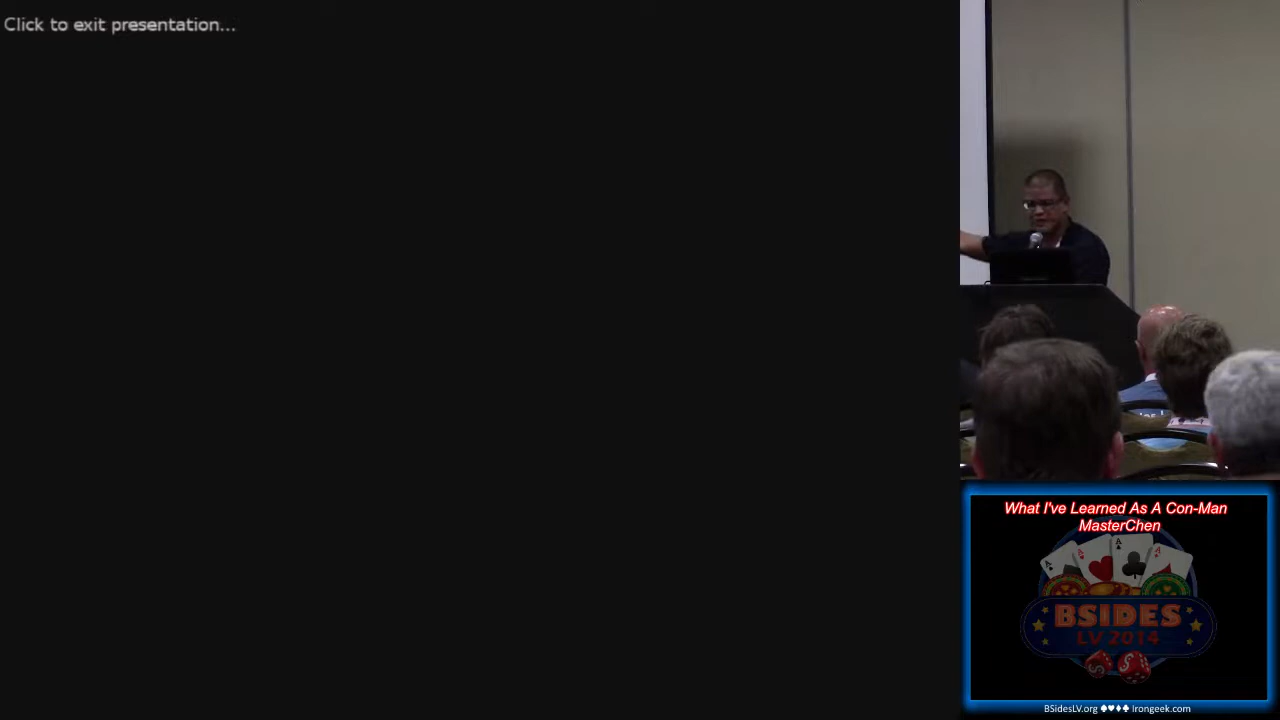 Click to exit presentation...
What I've Learned As A Con-Man
MasterChen
BSIDES
LV 2014
BSidesLV.org ♠♥♦♣ Irongeek.com